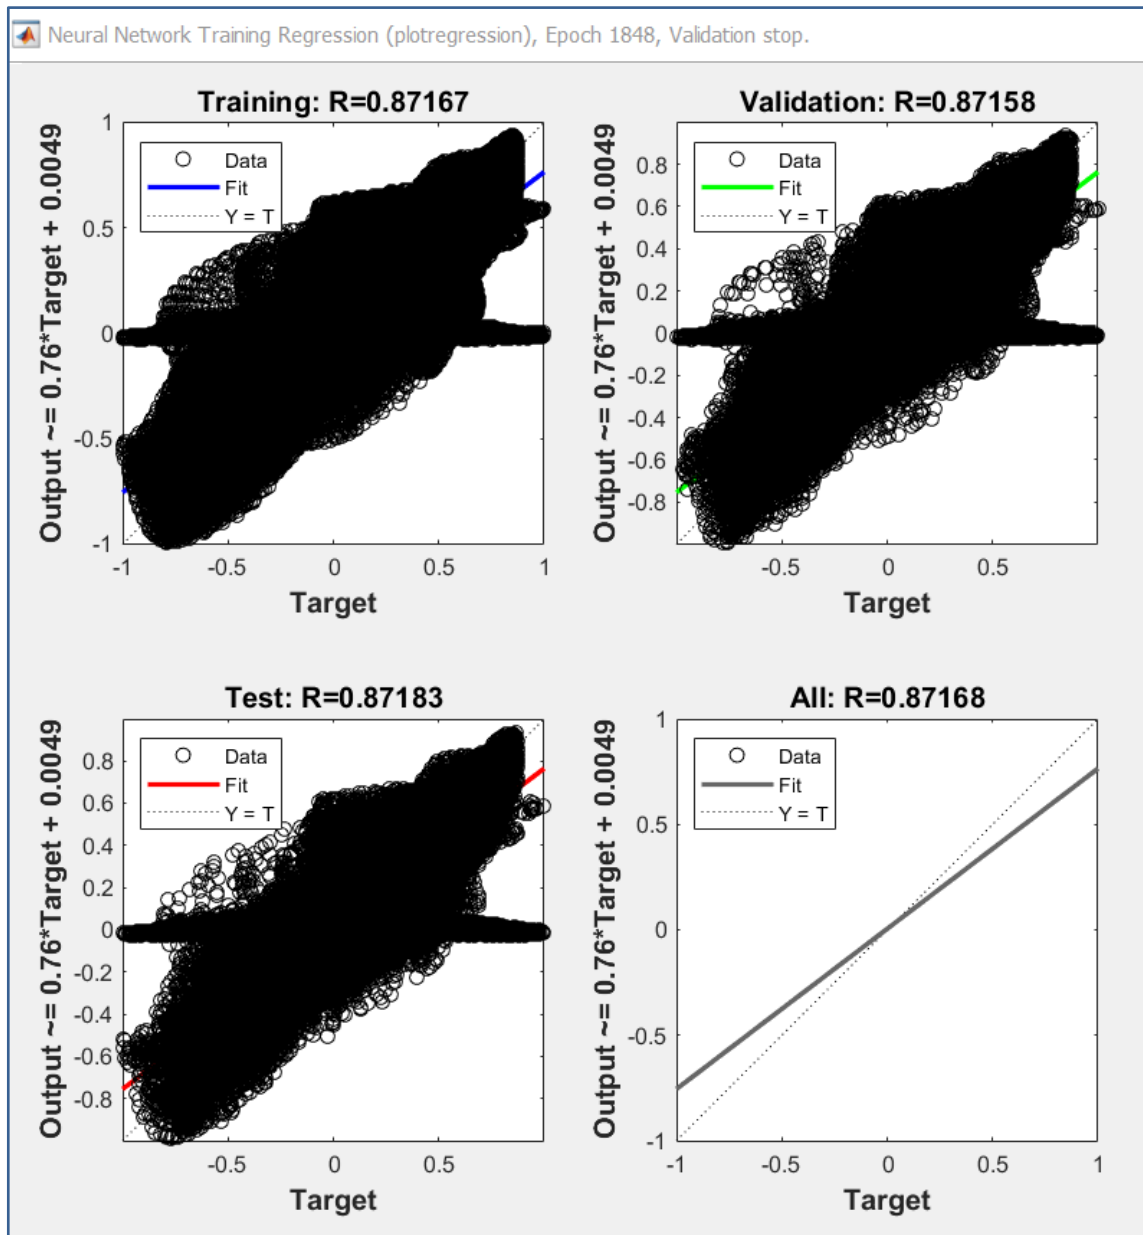 Neural Network Training Regression (plotregression), Epoch 1848, Validation stop.
Training: R=0.87167
Output ~= 0.76*Target + 0.0049
1
0.5
0
-0.5
-1
Data
Fit
Y = T
-1
-0.5
0
0.5
1
Target
Validation: R=0.87158
Output ~= 0.76*Target + 0.0049
0.8
0.6
0.4
0.2
0
-0.2
-0.4
-0.6
-0.8
Data
Fit
Y = T
-0.5
0
0.5
Target
Test: R=0.87183
Output ~= 0.76*Target + 0.0049
0.8
0.6
0.4
0.2
0
-0.2
-0.4
-0.6
-0.8
Data
Fit
Y = T
-0.5
0
0.5
Target
All: R=0.87168
Output ~= 0.76*Target + 0.0049
1
0.5
0
-0.5
-1
Data
Fit
Y = T
-1
-0.5
0
0.5
1
Target